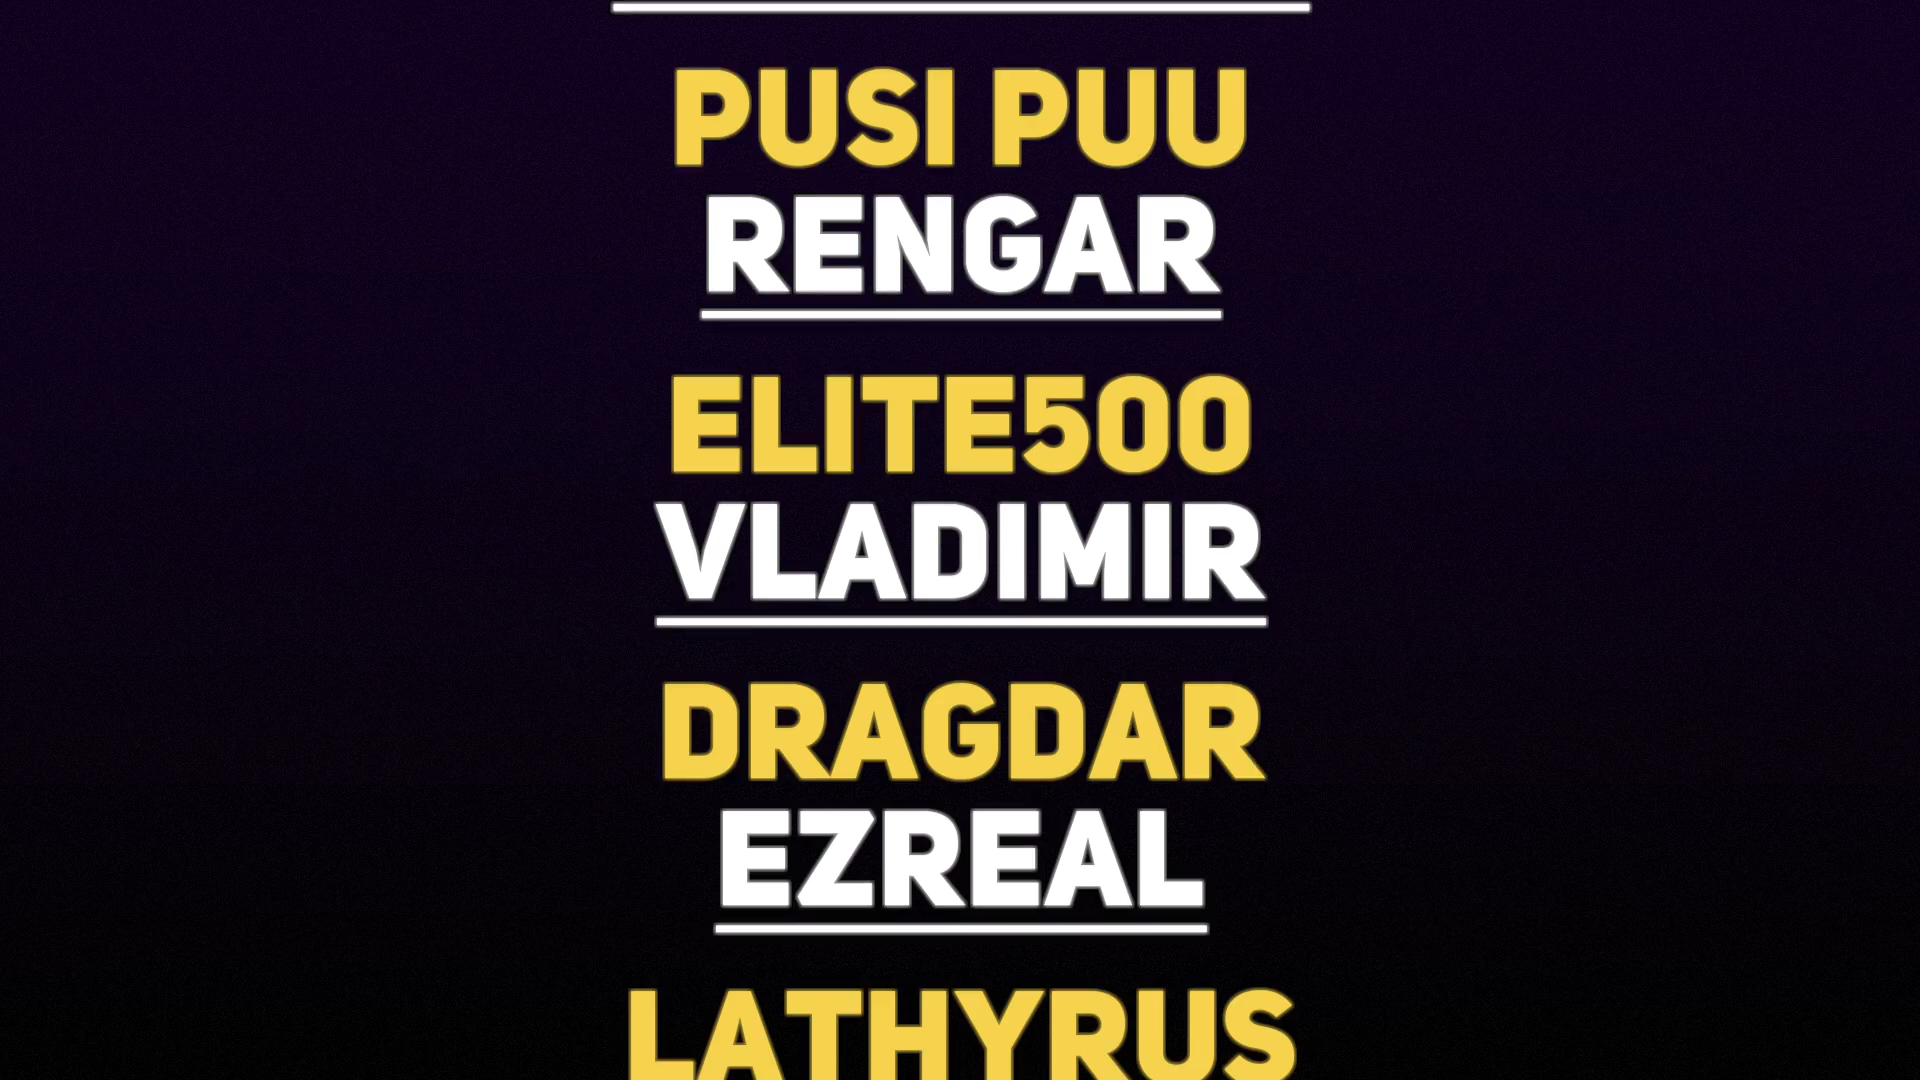 PUSI PUU
RENGAR
ELITE500
VLADIMIR
DRAGDAR
EZREAL
LATHYRUS